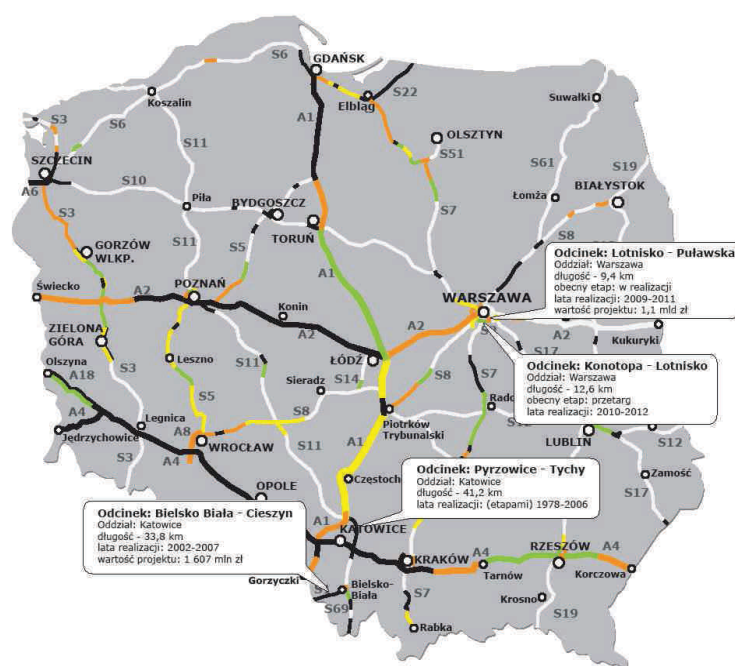 S6
GDAŃSK
Koszalin
Elbląg
S22
Suwałki
S3
S6
S11
A1
OLSZTYN
S51
S61
S19
SZCZECIN
A6
S10
Piła
BYDGOSZCZ
S7
Łomża
BIAŁYSTOK
S3
TORUŃ
S8
GORZÓW
WLKP.
S11
S5
A1
Odcinek: Lotnisko - Puławska
Oddział: Warszawa
długość - 9,4 km
obecny etap: w realizacji
lata realizacji: 2009-2011
wartość projektu: 1,1 mld zł
Świecko
A2
POZNAŃ
Konin
A2
WARSZAWA
A2
Kukuryki
ZIELONA
GÓRA
ŁÓDŹ
S17
Olszyna
Leszno
S11
S14
Sieradz
S8
S7
Odcinek: Konotopa - Lotnisko
Oddział: Warszawa
długość - 12,6 km
obecny etap: przetarg
lata realizacji: 2010-2012
A18
S3
S5
S8
Piotrków
Trybunalski
A4
Legnica
A8
WROCŁAW
LUBLIN
S12
Jędrzychowice
S3
A4
S11
A1
Zamość
S17
OPOLE
Częstoch
Odcinek: Pyrzowice - Tychy
Oddział: Katowice
długość - 41,2 km
lata realizacji: (etapami) 1978-2006
Odcinek: Bielsko Biała - Cieszyn
Oddział: Katowice
długość - 33,8 km
lata realizacji: 2002-2007
wartość projektu: 1 607 mln zł
A1
KATOWICE
KRAKÓW
A4
RZESZÓW
A4
Gorzyczki
Tarnów
Korczowa
Bielsko-
Biała
S69
S7
Krosno
S19
Rabka